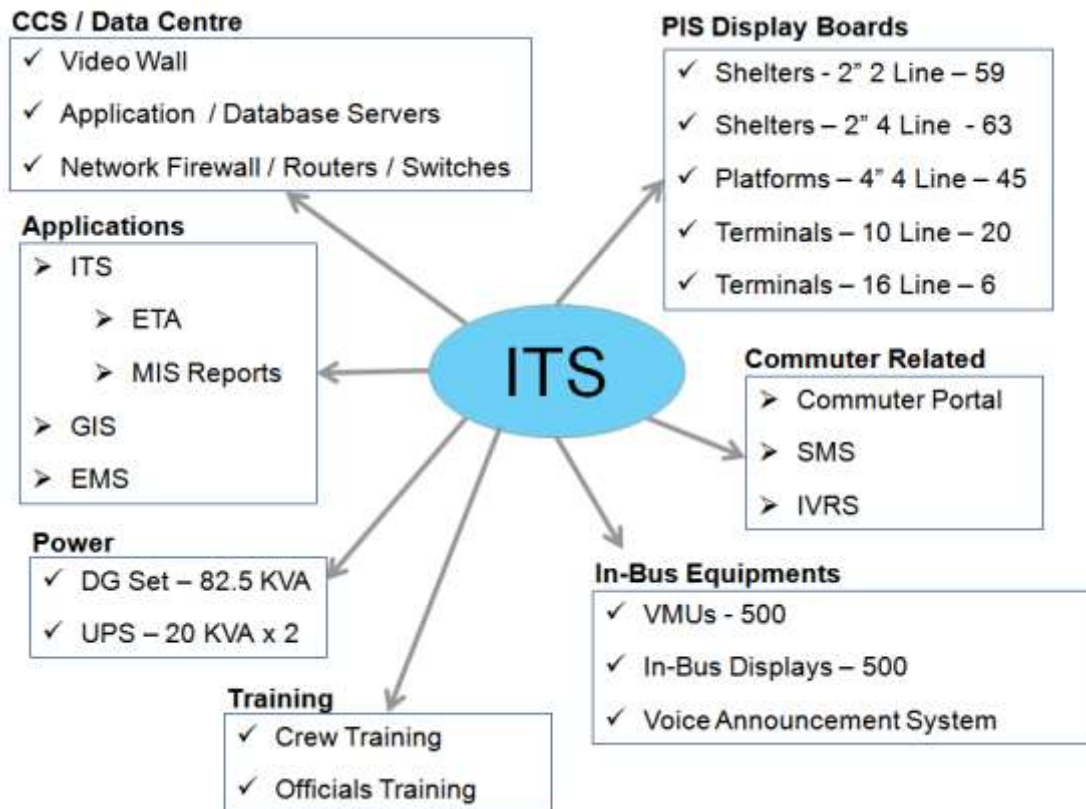 CCS / Data Centre
✓ Video Wall
✓ Application / Database Servers
✓ Network Firewall / Routers / Switches
PIS Display Boards
✓ Shelters - 2” 2 Line – 59
✓ Shelters – 2” 4 Line - 63
✓ Platforms – 4” 4 Line – 45
✓ Terminals – 10 Line – 20
✓ Terminals – 16 Line – 6
Applications
➢ ITS
➢ ETA
➢ MIS Reports
➢ GIS
➢ EMS
ITS
Commuter Related
➢ Commuter Portal
➢ SMS
➢ IVRS
Power
✓ DG Set – 82.5 KVA
✓ UPS – 20 KVA x 2
In-Bus Equipments
✓ VMUs - 500
✓ In-Bus Displays – 500
✓ Voice Announcement System
Training
✓ Crew Training
✓ Officials Training